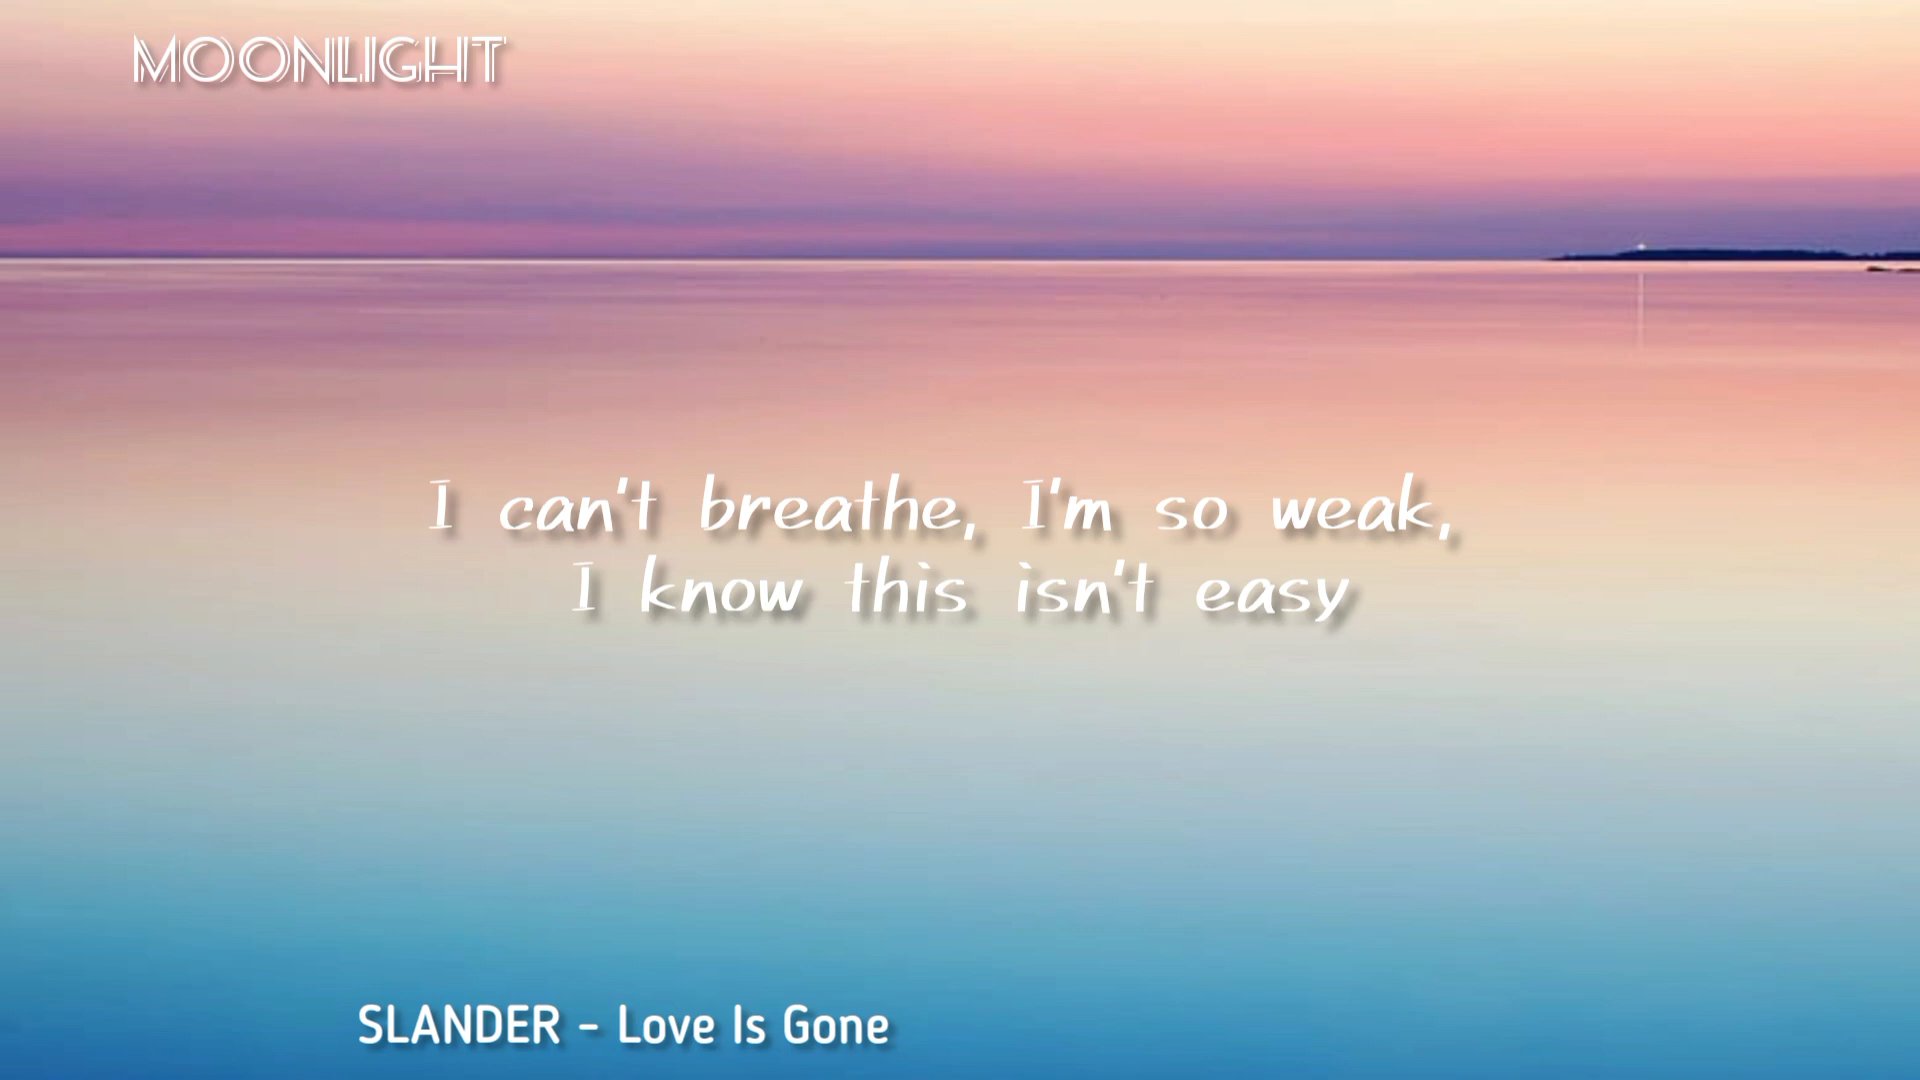 MOONLIGHT
I can't breathe, I'm so weak,
I know this isn't easy
SLANDER - Love Is Gone